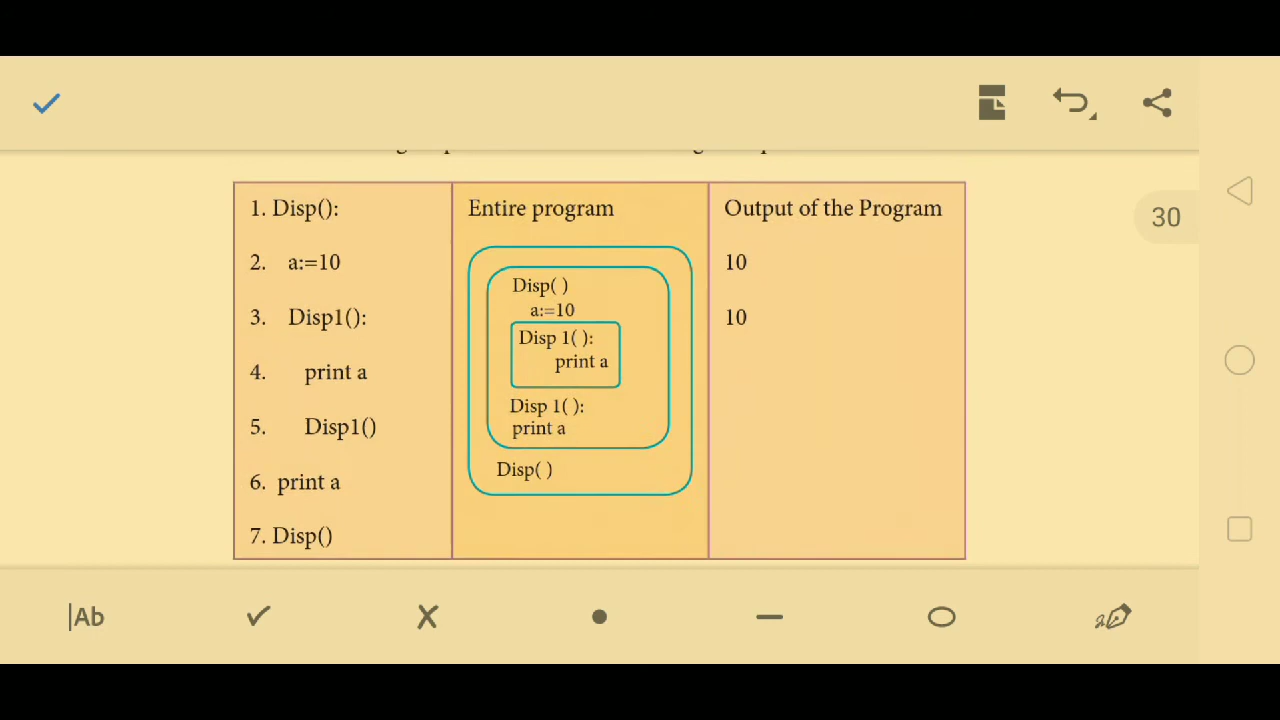 30
1. Disp():
2. a:=10
3. Disp1():
4. print a
5. Disp1()
6. print a
7. Disp()
Entire program
Disp( )
a:=10
Disp 1( ):
print a
Disp 1( ):
print a
Disp( )
Output of the Program
10
10
|Ab